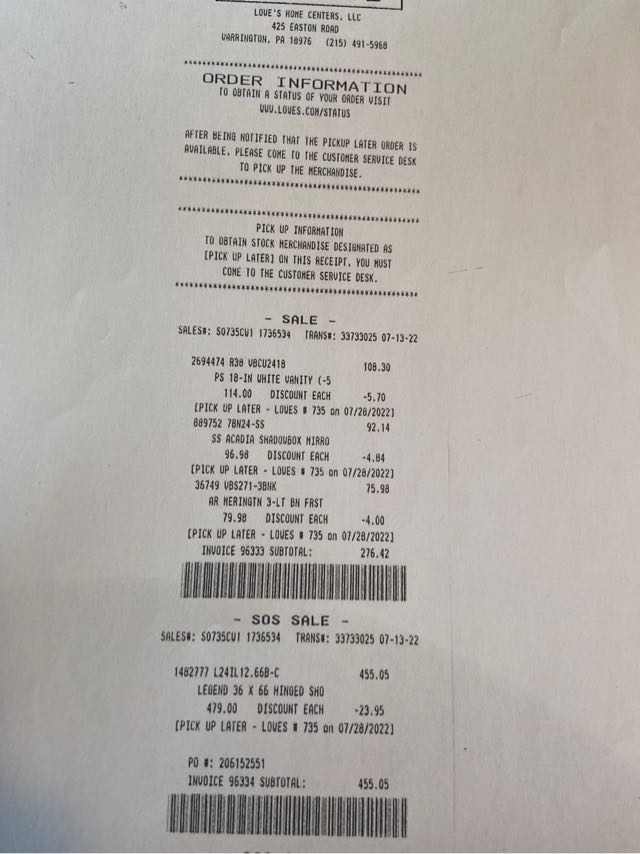 LOWE'S HOME CENTERS, LLC
425 EASTON ROAD
WARRINGTON, PA 18976 (215) 491-5968
******************************************
ORDER INFORMATION
TO OBTAIN A STATUS OF YOUR ORDER VISIT
WWW.LOWES.COM/STATUS
AFTER BEING NOTIFIED THAT THE PICKUP LATER ORDER IS
AVAILABLE, PLEASE COME TO THE CUSTOMER SERVICE DESK
TO PICK UP THE MERCHANDISE.
******************************************
******************************************
PICK UP INFORMATION
TO OBTAIN STOCK MERCHANDISE DESIGNATED AS
[PICK UP LATER] ON THIS RECEIPT, YOU MUST
COME TO THE CUSTOMER SERVICE DESK.
******************************************
- SALE -
SALES#: S0735CW1 1736534 TRANS#: 33733025 07-13-22
2694474 R38 VBCU2418 108.30
PS 18-IN WHITE VANITY (-5
114.00 DISCOUNT EACH -5.70
[PICK UP LATER - LOWES # 735 on 07/28/2022]
889752 78N24-SS 92.14
SS ACADIA SHADOWBOX MIRRO
96.98 DISCOUNT EACH -4.84
[PICK UP LATER - LOWES # 735 on 07/28/2022]
36749 VBS271-3BNK 75.98
AR MERINGTN 3-LT BN FRST
79.98 DISCOUNT EACH -4.00
[PICK UP LATER - LOWES # 735 on 07/28/2022]
INVOICE 96333 SUBTOTAL: 276.42
- SOS SALE -
SALES#: S0735CW1 1736534 TRANS#: 33733025 07-13-22
1482777 L24IL12.66B-C 455.05
LEGEND 36 X 66 HINGED SHO
479.00 DISCOUNT EACH -23.95
[PICK UP LATER - LOWES # 735 on 07/28/2022]
PO #: 206152551
INVOICE 96334 SUBTOTAL: 455.05